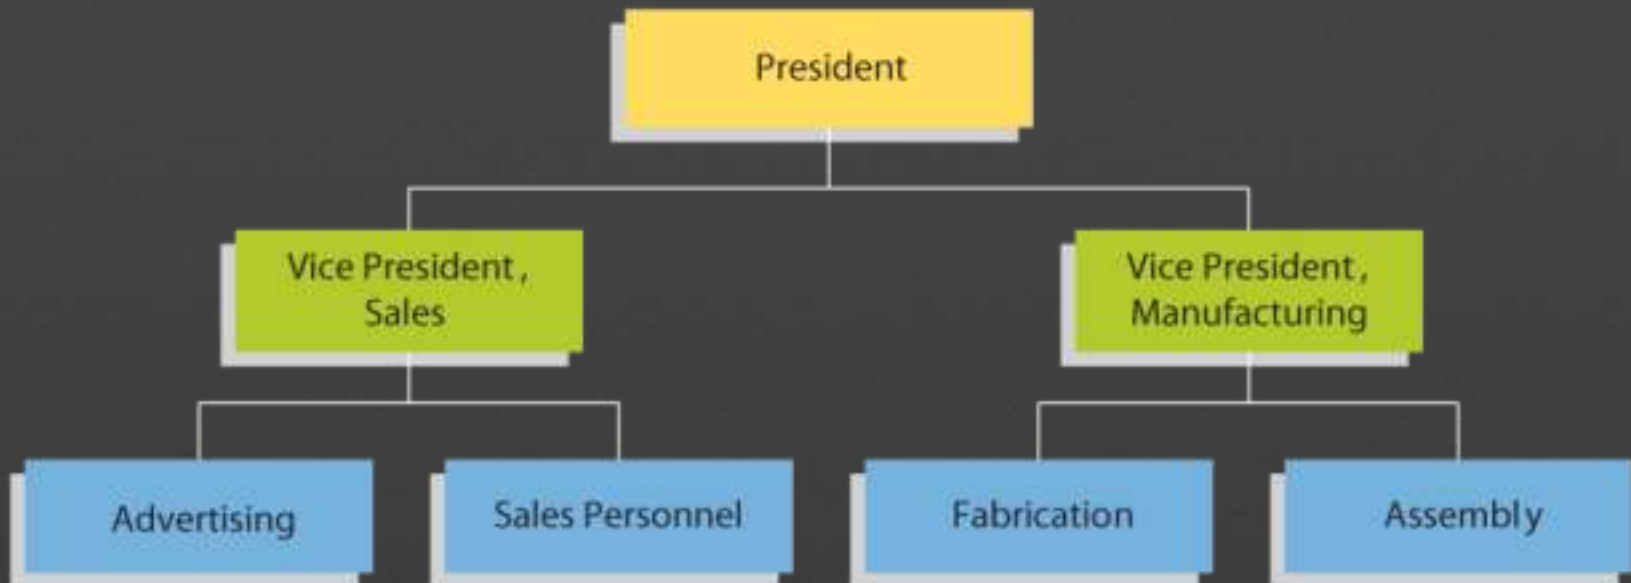 President
Vice President,
Sales
Vice President,
Manufacturing
Advertising
Sales Personnel
Fabrication
Assembly